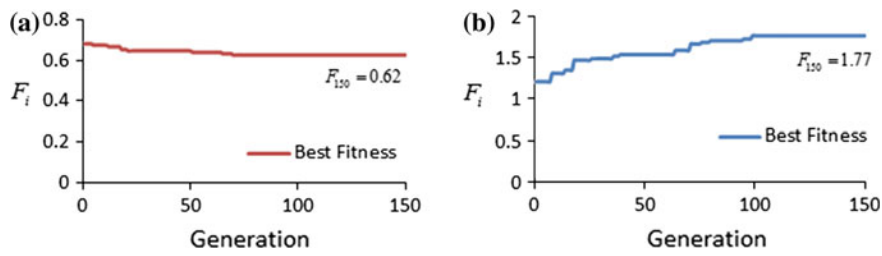 (a)
0.8
0.6
0.4
0.2
0
F_i
F_150 = 0.62
Best Fitness
0 50 100 150
Generation
(b)
2
1.5
1
0.5
0
F_i
F_150 = 1.77
Best Fitness
0 50 100 150
Generation